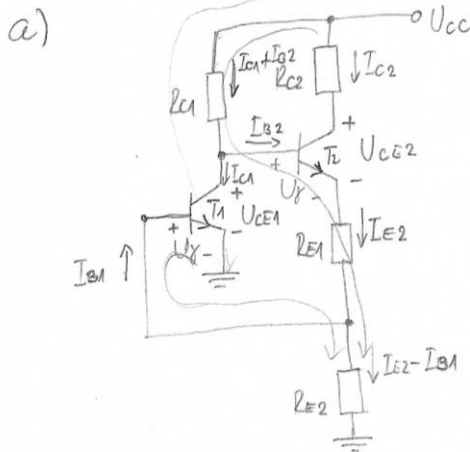 a)
UCC
RC1
IC1+IB2
RC2
IC2
IB2
+
IC1
+
T2
UCE2
Uγ
-
-
T1
+
UCE1
-
+
Uγ
-
IB1
RE1
IE2
IE2-IB1
RE2